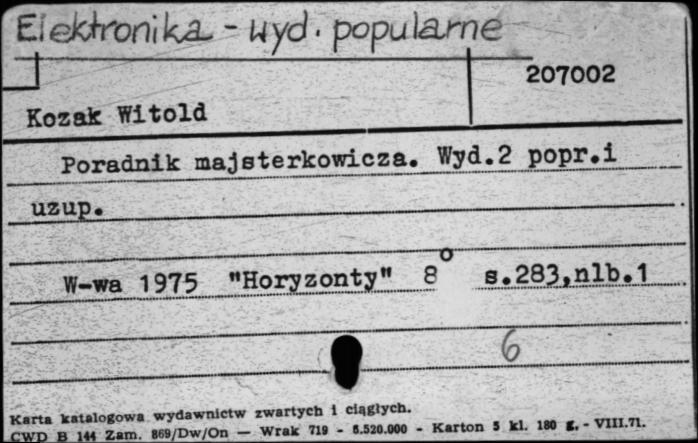 Elektronika - wyd. popularne
207002
Kozak Witold
Poradnik majsterkowicza. Wyd.2 popr.i
uzup.
W-wa 1975 "Horyzonty" 8° s.283,nlb.1
6
Karta katalogowa wydawnictw zwartych i ciągłych.
CWD B 144 Zam. 869/Dw/On — Wrak 719 - 6.520.000 - Karton 5 kl. 180 g. - VIII.71.